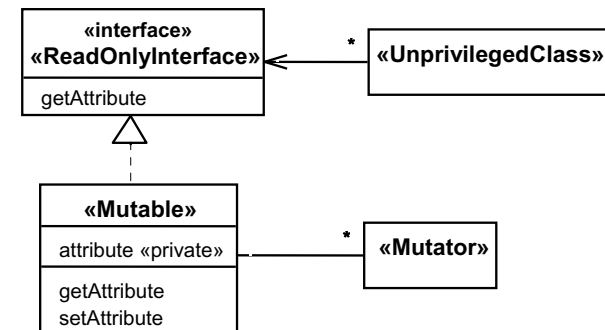 «interface»
«ReadOnlyInterface»
* «UnprivilegedClass»
getAttribute
«Mutable»
attribute «private»
* «Mutator»
getAttribute
setAttribute